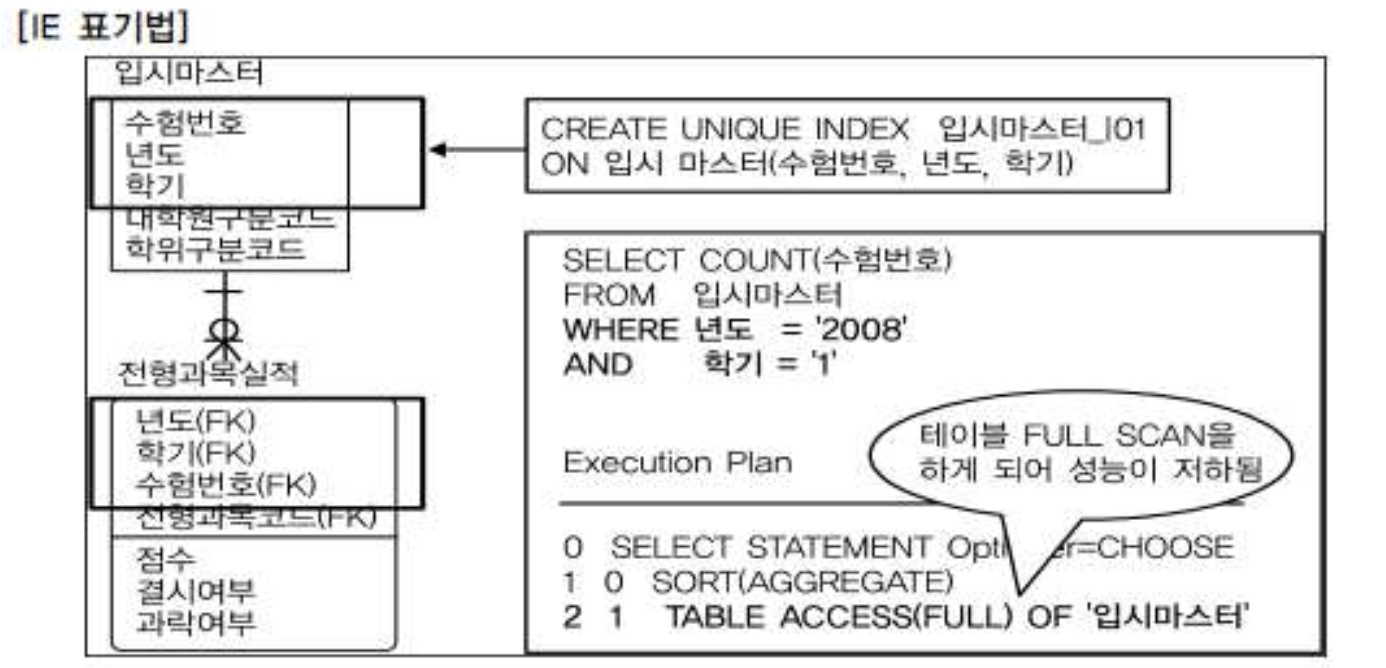 [IE 표기법]
입시마스터
수험번호
년도
학기
대학원구분코드
학위구분코드
CREATE UNIQUE INDEX 입시마스터_I01
ON 입시 마스터(수험번호, 년도, 학기)
전형과목실적
년도(FK)
학기(FK)
수험번호(FK)
전형과목코드(FK)
점수
결시여부
과락여부
SELECT COUNT(수험번호)
FROM 입시마스터
WHERE 년도 = '2008'
AND 학기 = '1'
테이블 FULL SCAN을
하게 되어 성능이 저하됨
Execution Plan
0 SELECT STATEMENT Opti er=CHOOSE
1 0 SORT(AGGREGATE)
2 1 TABLE ACCESS(FULL) OF '입시마스터'